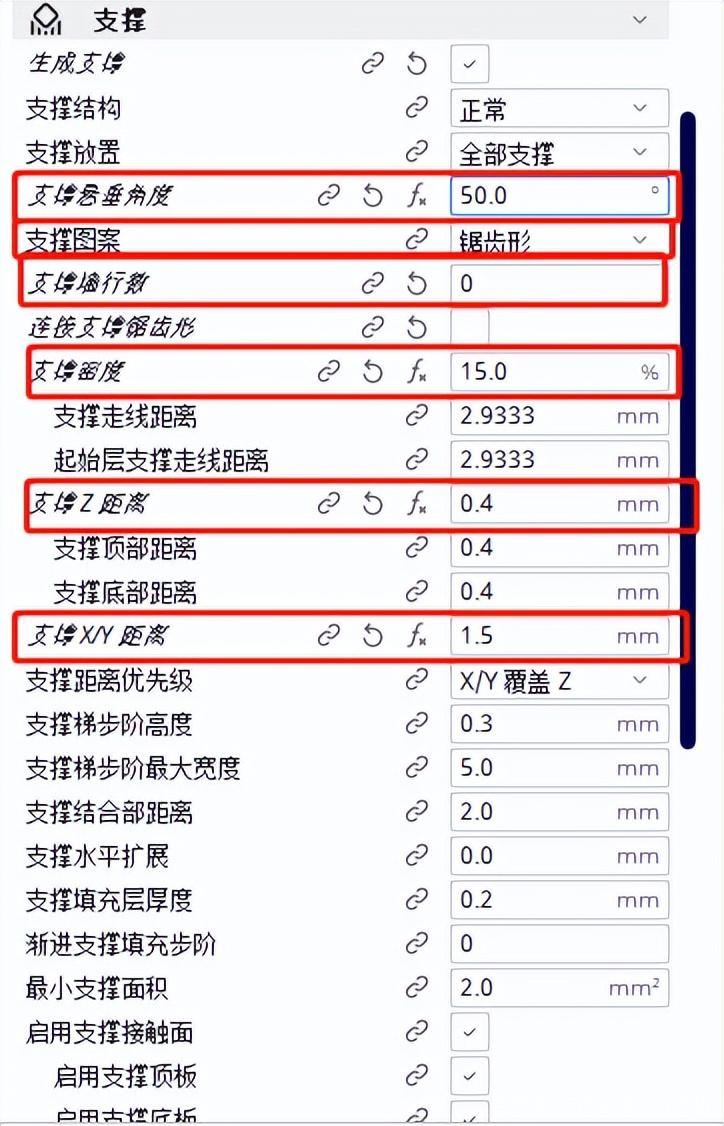 支撑
生成支撑
支撑结构 正常
支撑放置 全部支撑
支撑悬垂角度 50.0 °
支撑图案 锯齿形
支撑墙行数 0
连接支撑锯齿形
支撑密度 15.0 %
支撑走线距离 2.9333 mm
起始层支撑走线距离 2.9333 mm
支撑 Z 距离 0.4 mm
支撑顶部距离 0.4 mm
支撑底部距离 0.4 mm
支撑 X/Y 距离 1.5 mm
支撑距离优先级 X/Y 覆盖 Z
支撑梯步阶高度 0.3 mm
支撑梯步阶最大宽度 5.0 mm
支撑结合部距离 2.0 mm
支撑水平扩展 0.0 mm
支撑填充层厚度 0.2 mm
渐进支撑填充步阶 0
最小支撑面积 2.0 mm²
启用支撑接触面
启用支撑顶板
启用支撑底板